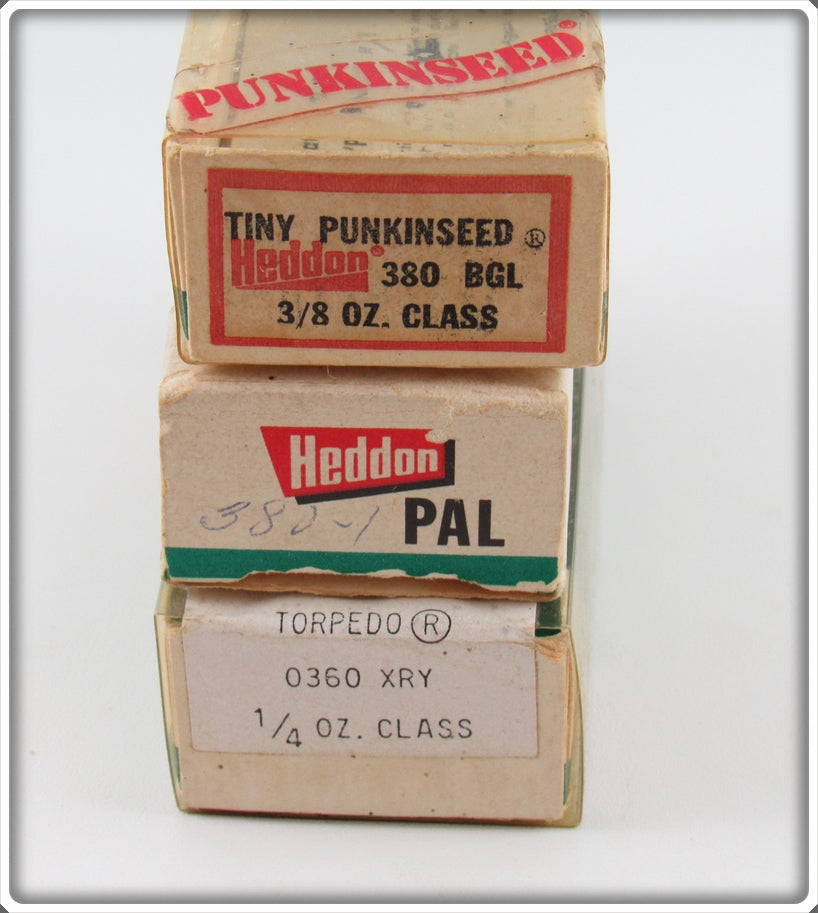 PUNKINSEED®
TINY PUNKINSEED ®
Heddon® 380 BGL
3/8 OZ. CLASS
Heddon
380-1 PAL
TORPEDO ®
0360 XRY
1/4 OZ. CLASS